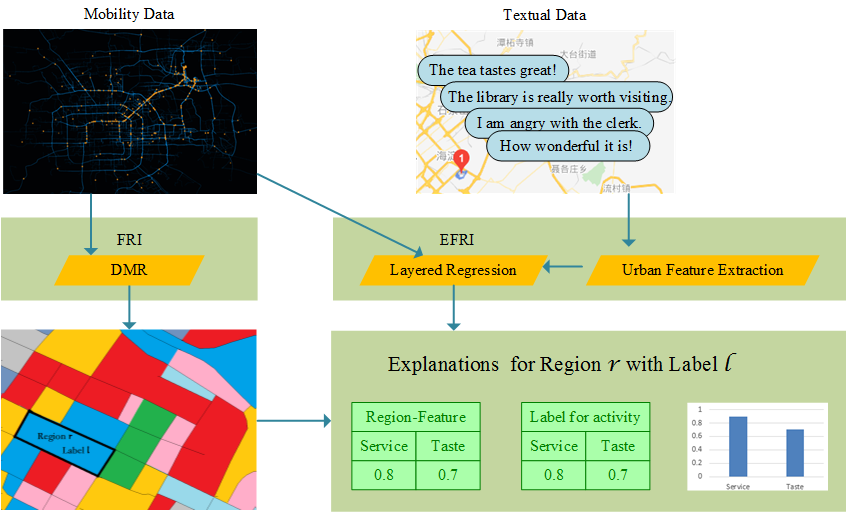 Mobility Data
Textual Data
潭柘寺镇
大台街道
The tea tastes great!
The library is really worth visiting.
I am angry with the clerk.
How wonderful it is!
海淀
1
聂各庄乡
流村镇
FRI
DMR
EFRI
Layered Regression
Urban Feature Extraction
Region r
Label l
Explanations for Region r with Label l
Region-Feature
Service Taste
0.8 0.7
Label for activity
Service Taste
0.8 0.7
1
0.8
0.6
0.4
0.2
0
Service Taste